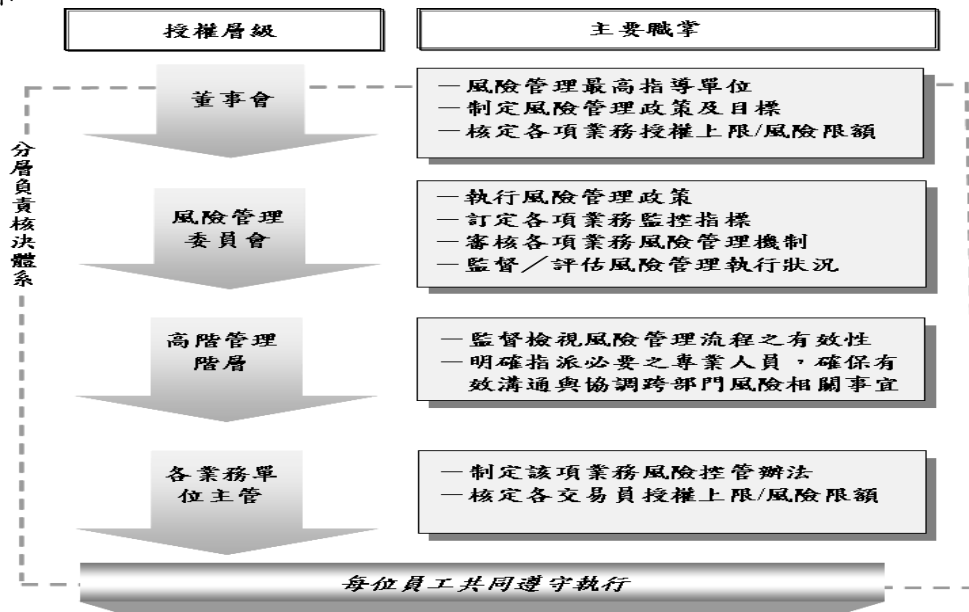 授權層級
主要職掌
董事會
－風險管理最高指導單位
－制定風險管理政策及目標
－核定各項業務授權上限/風險限額
分層負責核決體系
風險管理
委員會
－執行風險管理政策
－訂定各項業務監控指標
－審核各項業務風險管理機制
－監督／評估風險管理執行狀況
高階管理
階層
－監督檢視風險管理流程之有效性
－明確指派必要之專業人員，確保有
效溝通與協調跨部門風險相關事宜
各業務單
位主管
－制定該項業務風險控管辦法
－核定各交易員授權上限/風險限額
每位員工共同遵守執行